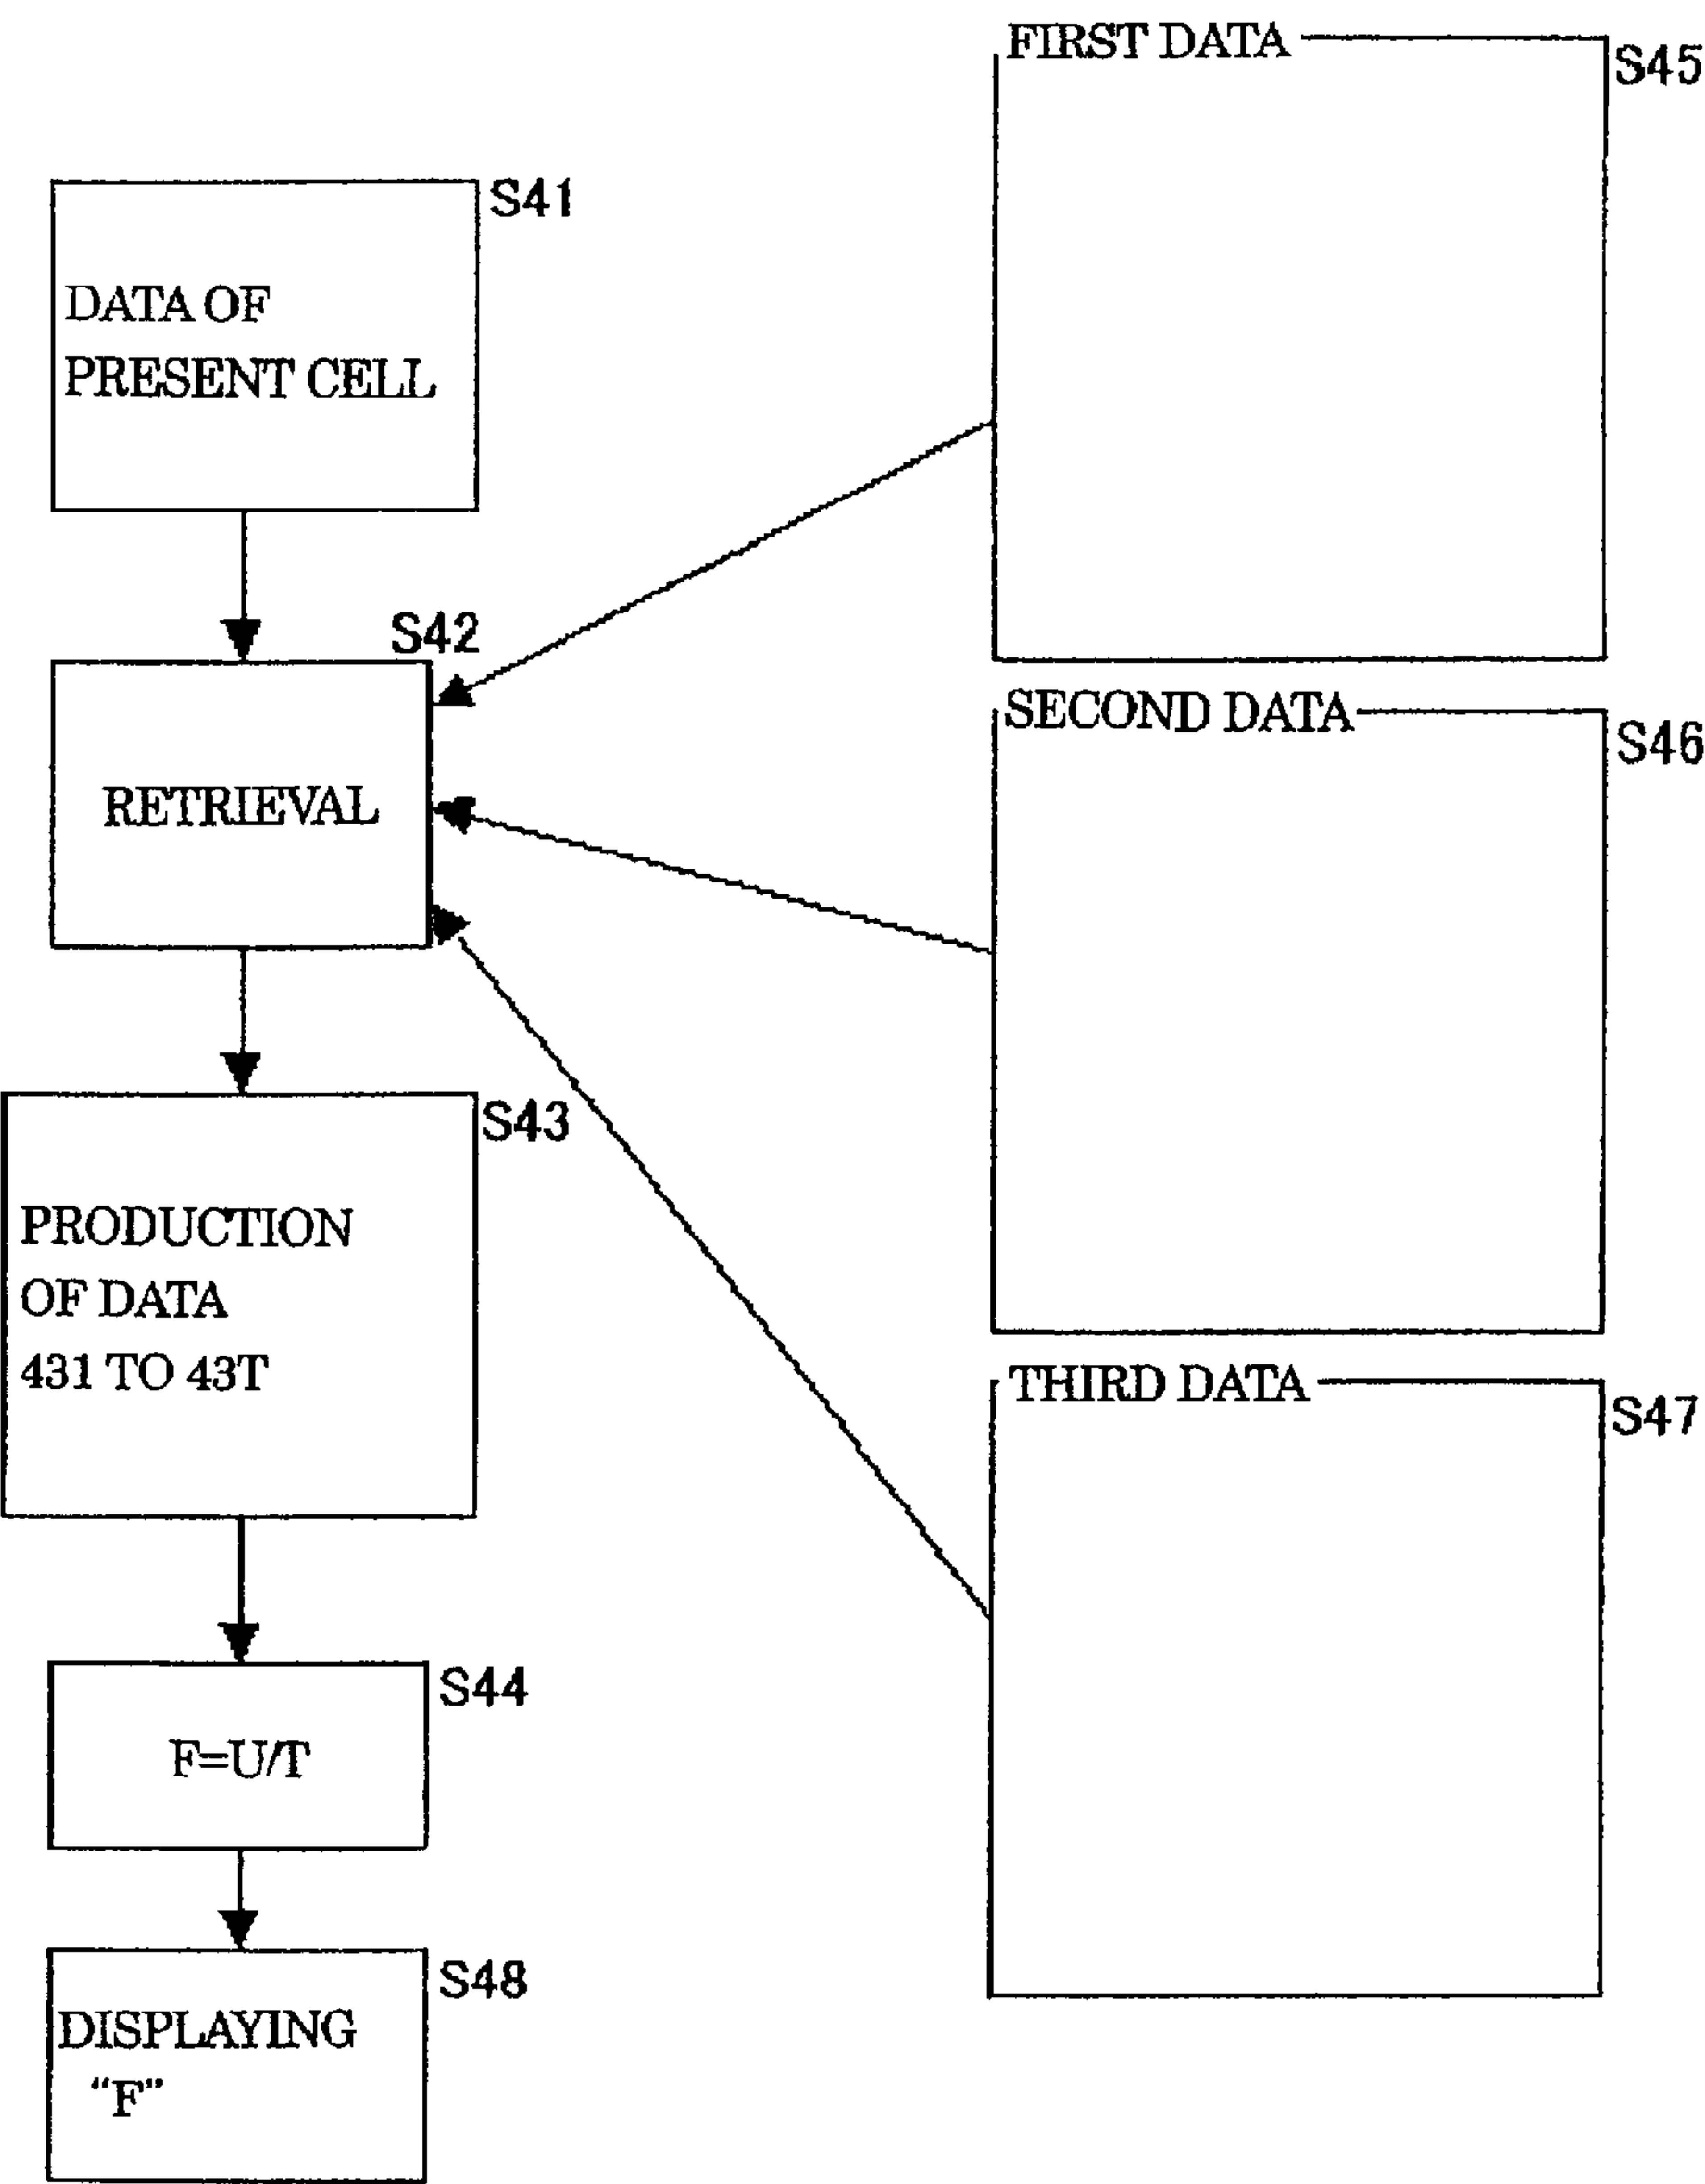 FIRST DATA
S45
S41
DATA OF
PRESENT CELL
S42
RETRIEVAL
SECOND DATA
S46
S43
PRODUCTION
OF DATA
431 TO 43T
THIRD DATA
S47
S44
F=U/T
S48
DISPLAYING
“F”